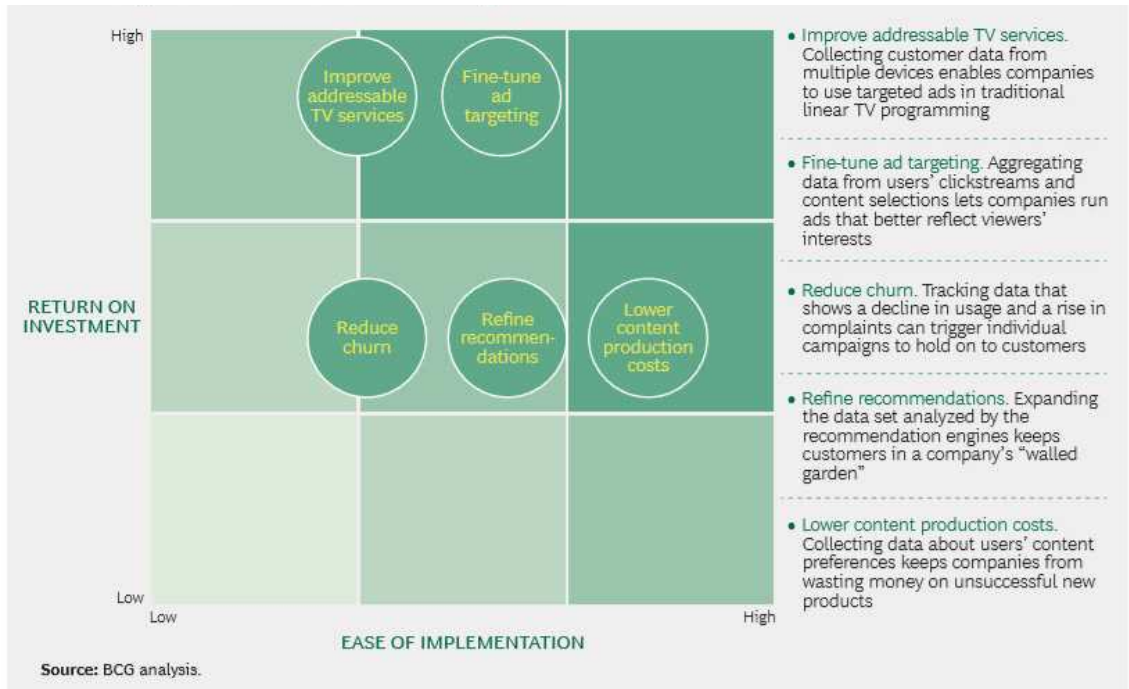 High
Improve
addressable
TV services
Fine-tune
ad
targeting
RETURN ON
INVESTMENT
Reduce
churn
Refine
recommen-
dations
Lower
content
production
costs
Low
Low
High
EASE OF IMPLEMENTATION
• Improve addressable TV services.
Collecting customer data from
multiple devices enables companies
to use targeted ads in traditional
linear TV programming
• Fine-tune ad targeting. Aggregating
data from users’ clickstreams and
content selections lets companies run
ads that better reflect viewers’
interests
• Reduce churn. Tracking data that
shows a decline in usage and a rise in
complaints can trigger individual
campaigns to hold on to customers
• Refine recommendations. Expanding
the data set analyzed by the
recommendation engines keeps
customers in a company’s “walled
garden”
• Lower content production costs.
Collecting data about users’ content
preferences keeps companies from
wasting money on unsuccessful new
products
Source: BCG analysis.